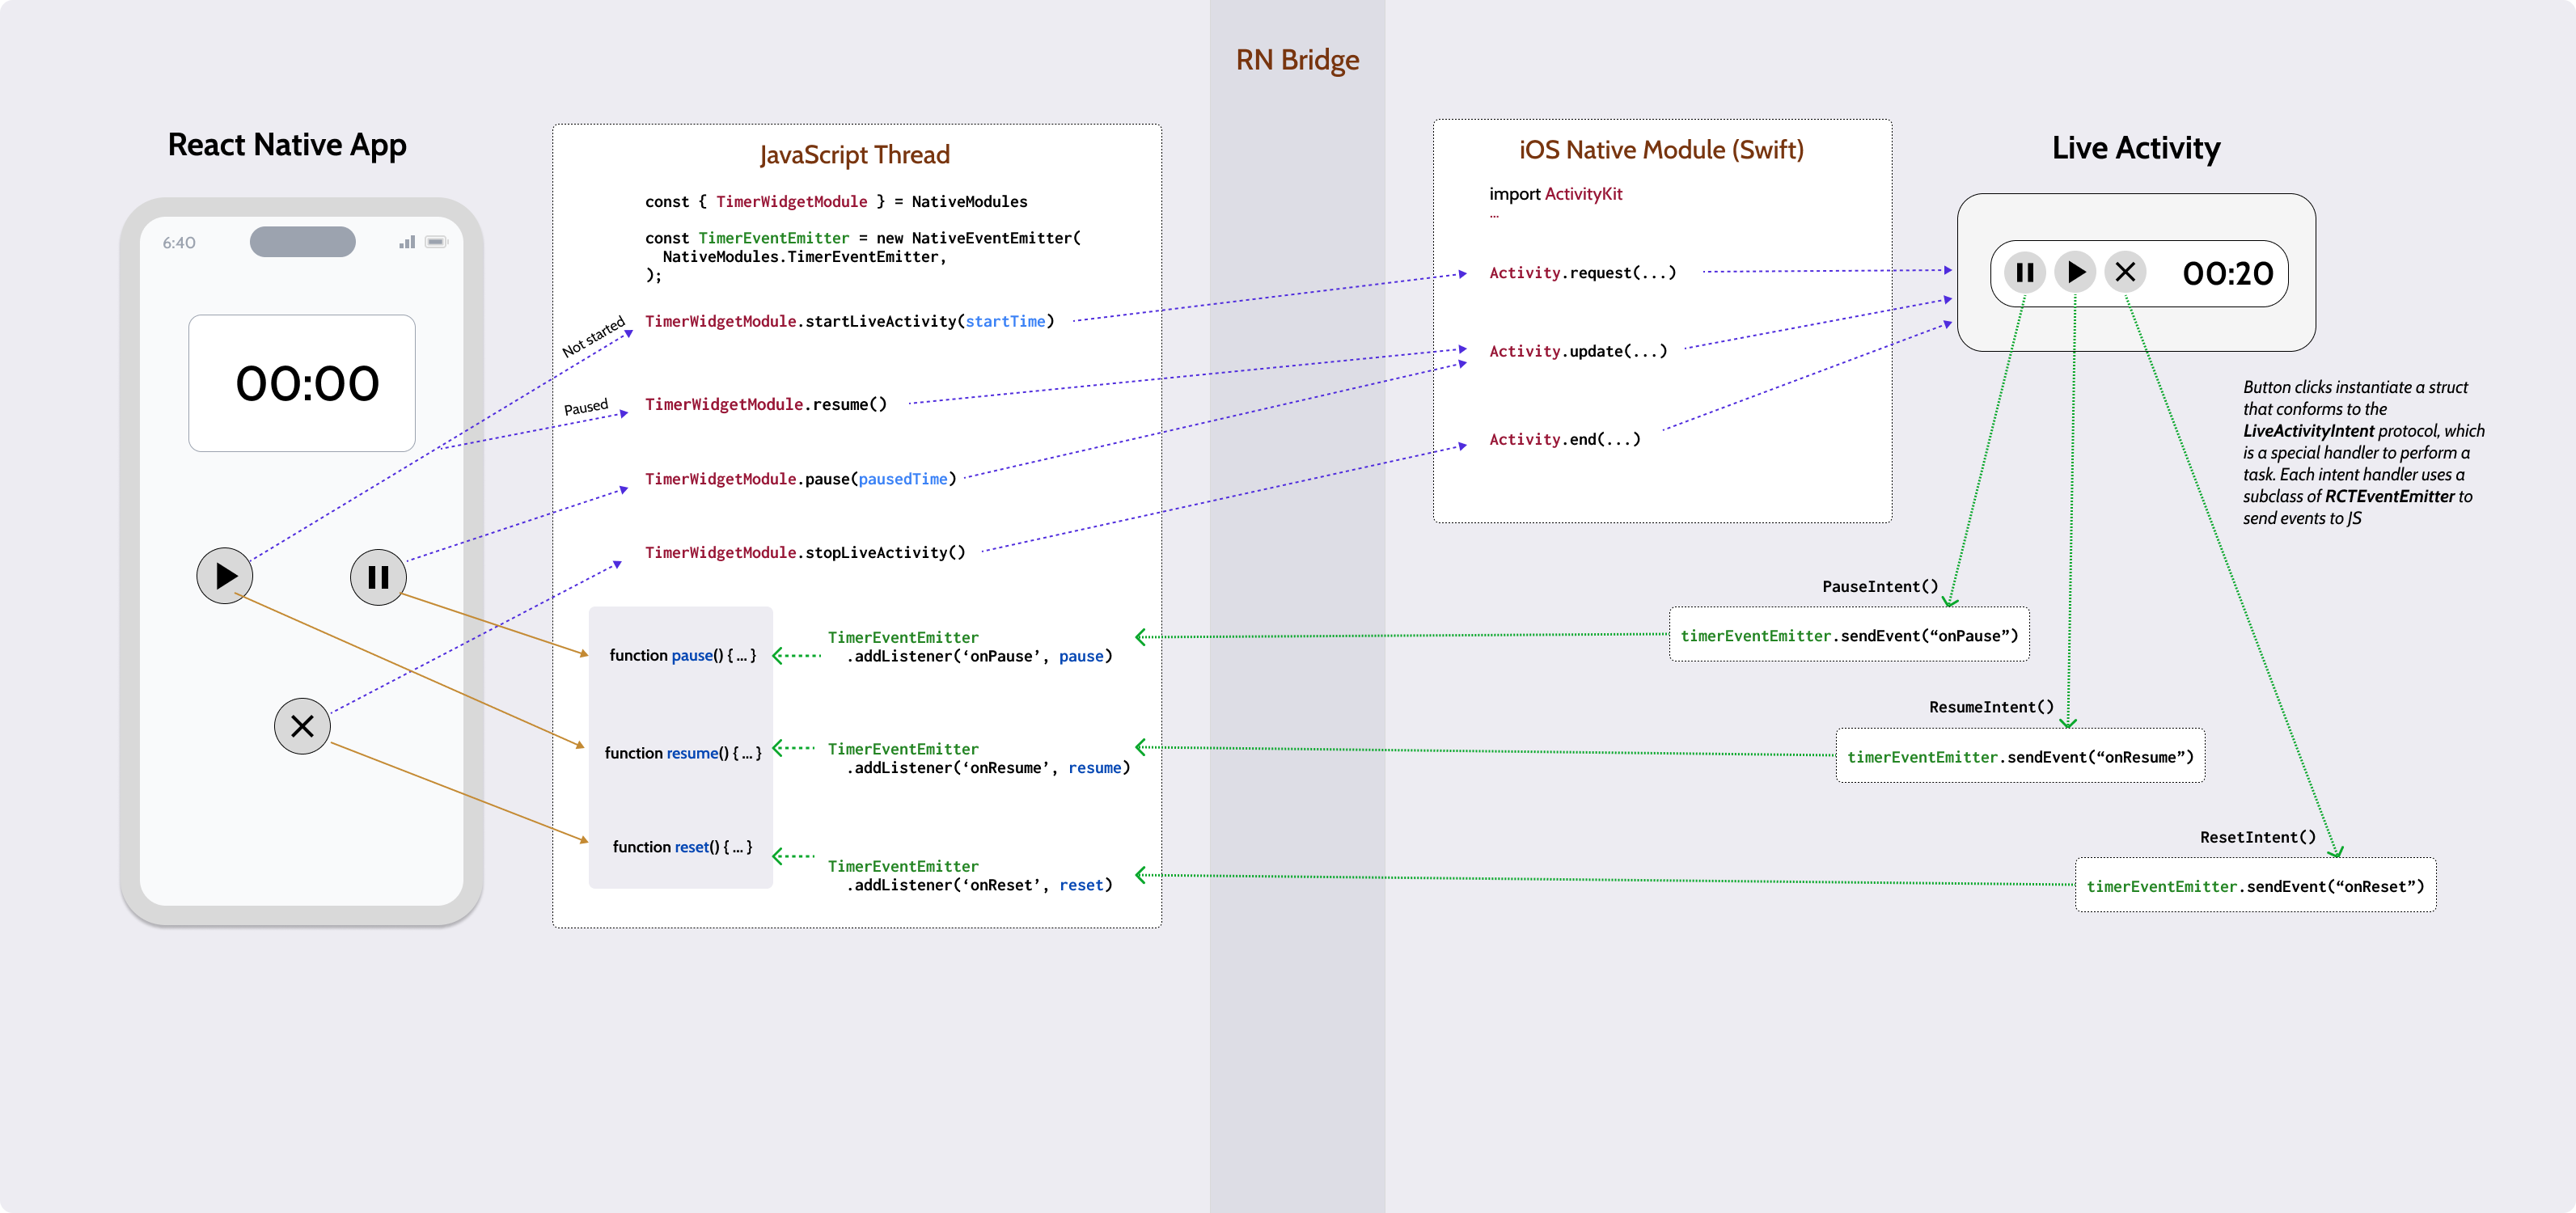 RN Bridge
React Native App
6:40
00:00
Not started
Paused
JavaScript Thread
const { TimerWidgetModule } = NativeModules
const TimerEventEmitter = new NativeEventEmitter(
NativeModules.TimerEventEmitter,
);
TimerWidgetModule.startLiveActivity(startTime)
TimerWidgetModule.resume()
TimerWidgetModule.pause(pausedTime)
TimerWidgetModule.stopLiveActivity()
function pause() { ... }
TimerEventEmitter
.addListener(‘onPause’, pause)
function resume() { ... }
TimerEventEmitter
.addListener(‘onResume’, resume)
function reset() { ... }
TimerEventEmitter
.addListener(‘onReset’, reset)
iOS Native Module (Swift)
import ActivityKit
...
Activity.request(...)
Activity.update(...)
Activity.end(...)
Live Activity
00:20
Button clicks instantiate a struct
that conforms to the
LiveActivityIntent protocol, which
is a special handler to perform a
task. Each intent handler uses a
subclass of RCTEventEmitter to
send events to JS
PauseIntent()
timerEventEmitter.sendEvent(“onPause”)
ResumeIntent()
timerEventEmitter.sendEvent(“onResume”)
ResetIntent()
timerEventEmitter.sendEvent(“onReset”)